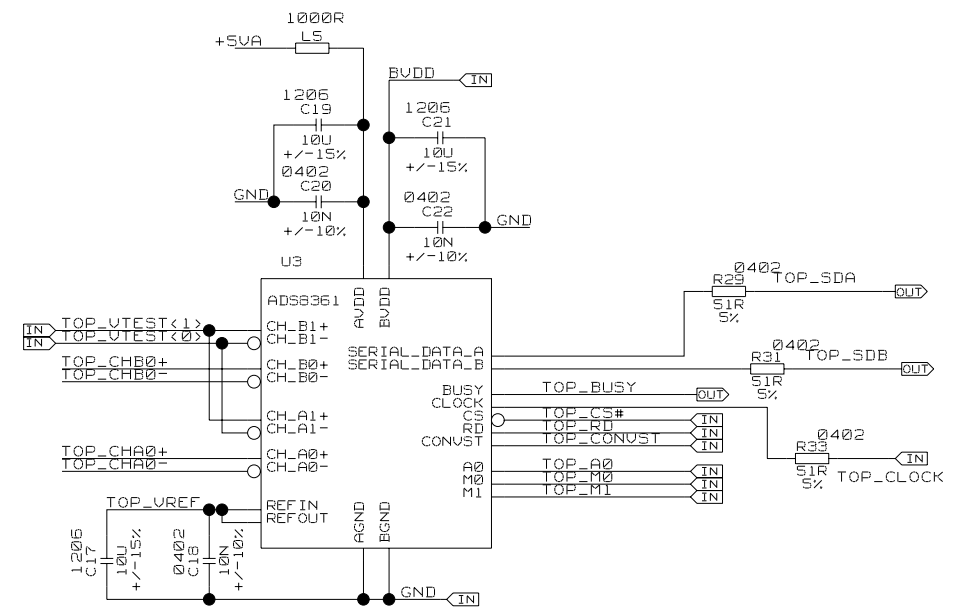 1000R
L5
+5VA
BVDD
IN
1206
C19
10U
+/-15%
0402
C20
GND
10N
+/-10%
1206
C21
10U
+/-15%
0402
C22
GND
10N
+/-10%
U3
ADS8361
AVDD
BVDD
IN
TOP_VTEST<1>
CH_B1+
IN
TOP_VTEST<0>
CH_B1-
TOP_CHB0+
CH_B0+
TOP_CHB0-
CH_B0-
CH_A1+
CH_A1-
TOP_CHA0+
CH_A0+
TOP_CHA0-
CH_A0-
TOP_VREF
REFIN
REFOUT
AGND
BGND
SERIAL_DATA_A
SERIAL_DATA_B
BUSY
CLOCK
CS
RD
CONVST
A0
M0
M1
0402
R29
TOP_SDA
51R
5%
OUT
0402
R31
TOP_SDB
51R
5%
OUT
TOP_BUSY
OUT
TOP_CS#
IN
TOP_RD
IN
TOP_CONVST
IN
0402
R33
51R
5%
IN
TOP_CLOCK
TOP_A0
IN
TOP_M0
IN
TOP_M1
IN
1206
C17
10U
+/-15%
0402
C18
10N
+/-10%
GND
IN